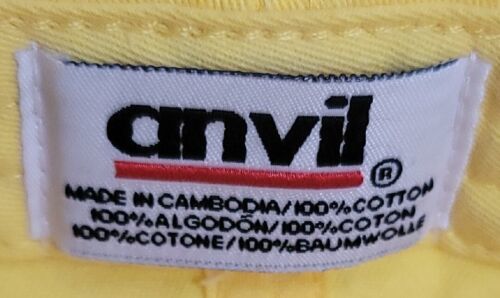 anvil ®
MADE IN CAMBODIA/100%COTTON
100%ALGODÓN/100%COTON
100%COTONE/100%BAUMWOLLE